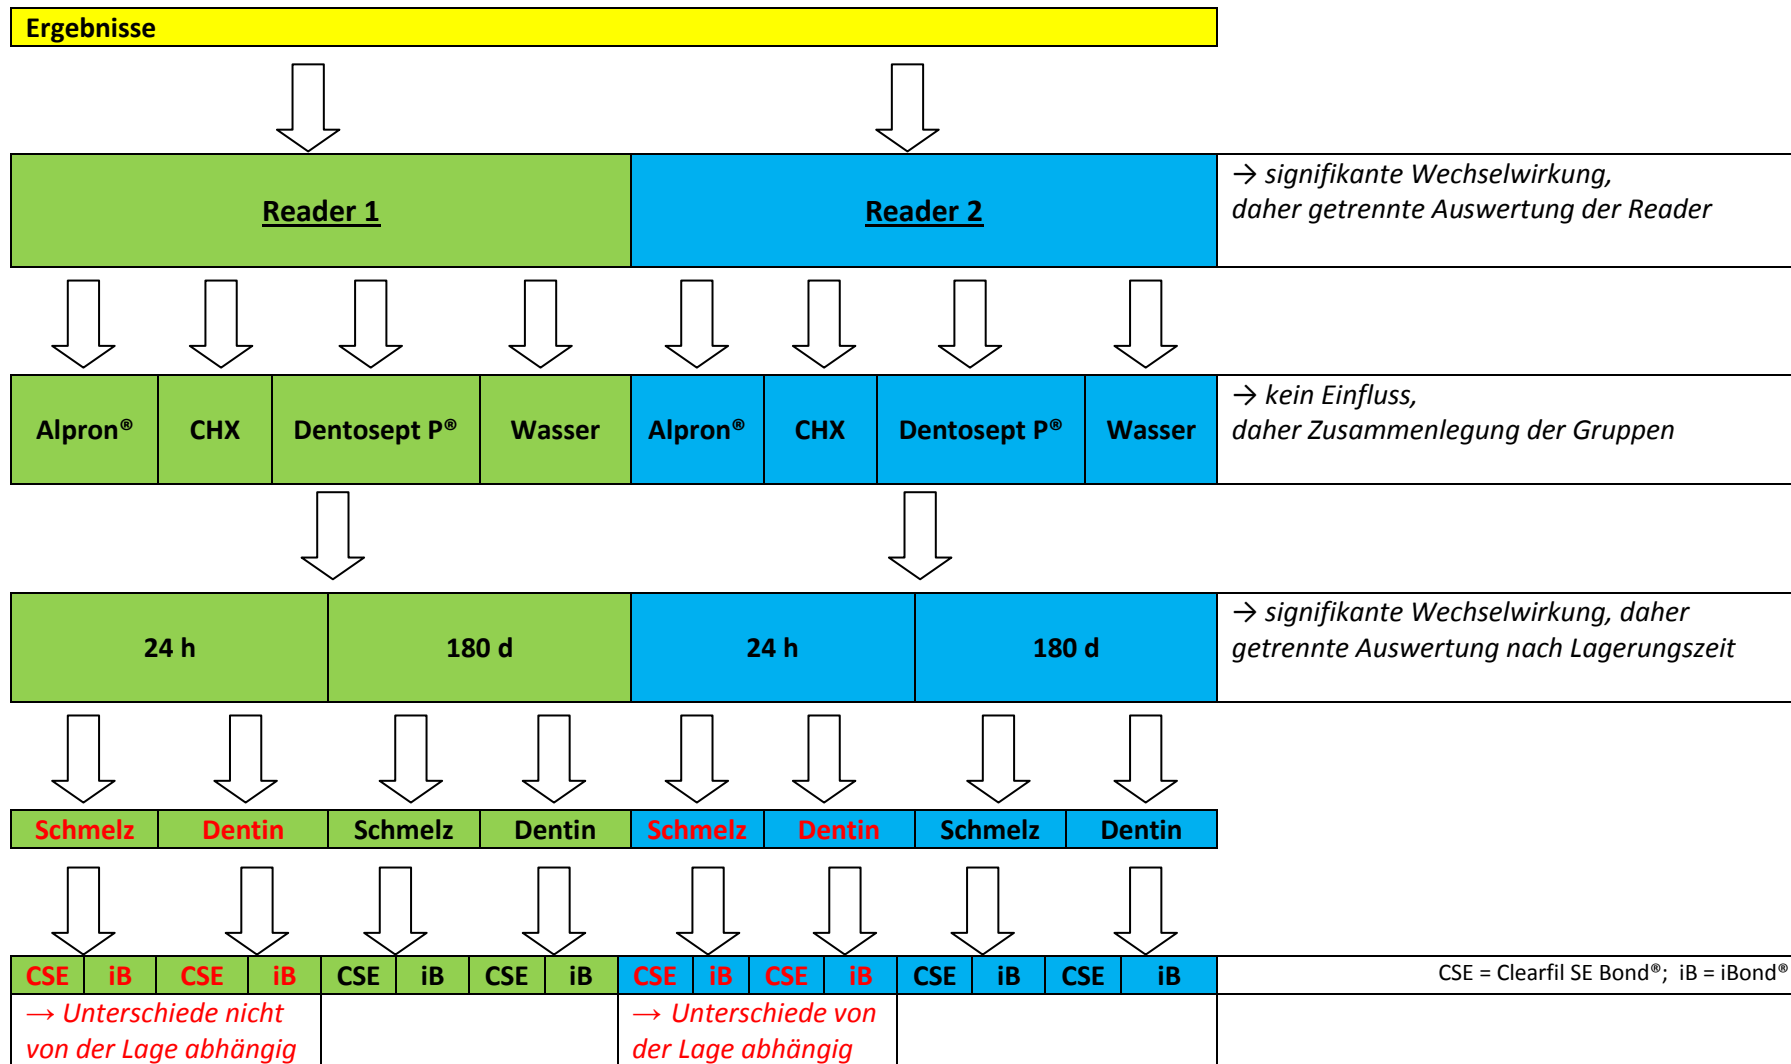 Ergebnisse
Reader 1 Reader 2 → signifikante Wechselwirkung,
daher getrennte Auswertung der Reader
Alpron® CHX Dentosept P® Wasser Alpron® CHX Dentosept P® Wasser → kein Einfluss,
daher Zusammenlegung der Gruppen
24 h 180 d 24 h 180 d → signifikante Wechselwirkung, daher
getrennte Auswertung nach Lagerungszeit
Schmelz Dentin Schmelz Dentin Schmelz Dentin Schmelz Dentin
CSE iB CSE iB CSE iB CSE iB CSE iB CSE iB CSE iB CSE iB CSE = Clearfil SE Bond®; iB = iBond®
→ Unterschiede nicht
von der Lage abhängig
→ Unterschiede von
der Lage abhängig